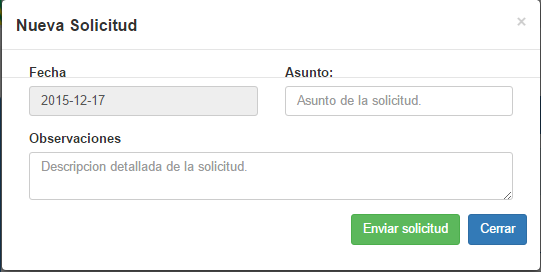 Nueva Solicitud ×
Fecha Asunto:
2015-12-17 Asunto de la solicitud.
Observaciones
Descripcion detallada de la solicitud.
Enviar solicitud Cerrar